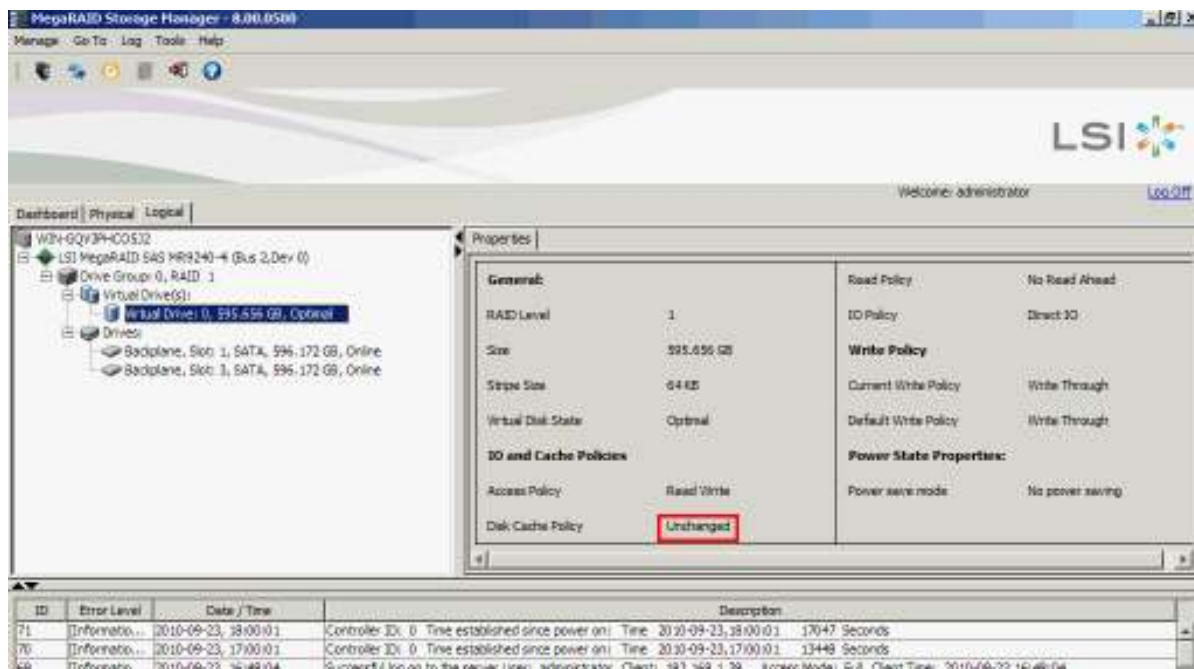 MegaRAID Storage Manager - 8.00.0500
Manage Go To Log Tools Help
LSI
Welcome: administrator
Log Off
Dashboard Physical Logical
LSI MegaRAID SAS MR9240-4 (Bus 2,Dev 0)
Drive Group: 0, RAID 1
Virtual Drive(s):
Virtual Drive: 0, 595.656 GB, Optimal
Drives:
Backplane, Slot: 1, SATA, 596.172 GB, Online
Backplane, Slot: 3, SATA, 596.172 GB, Online
Properties
General:
RAID Level 1
Size 595.656 GB
Stripe Size 64 KB
Virtual Disk State Optimal
IO and Cache Policies
Access Policy Read Write
Disk Cache Policy Unchanged
Read Policy No Read Ahead
IO Policy Direct IO
Write Policy
Current Write Policy Write Through
Default Write Policy Write Through
Power State Properties:
Power save mode No power saving
ID Error Level Date / Time Description
71 [Informatio... 2010-09-23, 18:00:01 Controller ID: 0 Time established since power on: Time 2010-09-23,18:00:01 17047 Seconds
70 [Informatio... 2010-09-23, 17:00:01 Controller ID: 0 Time established since power on: Time 2010-09-23,17:00:01 13448 Seconds